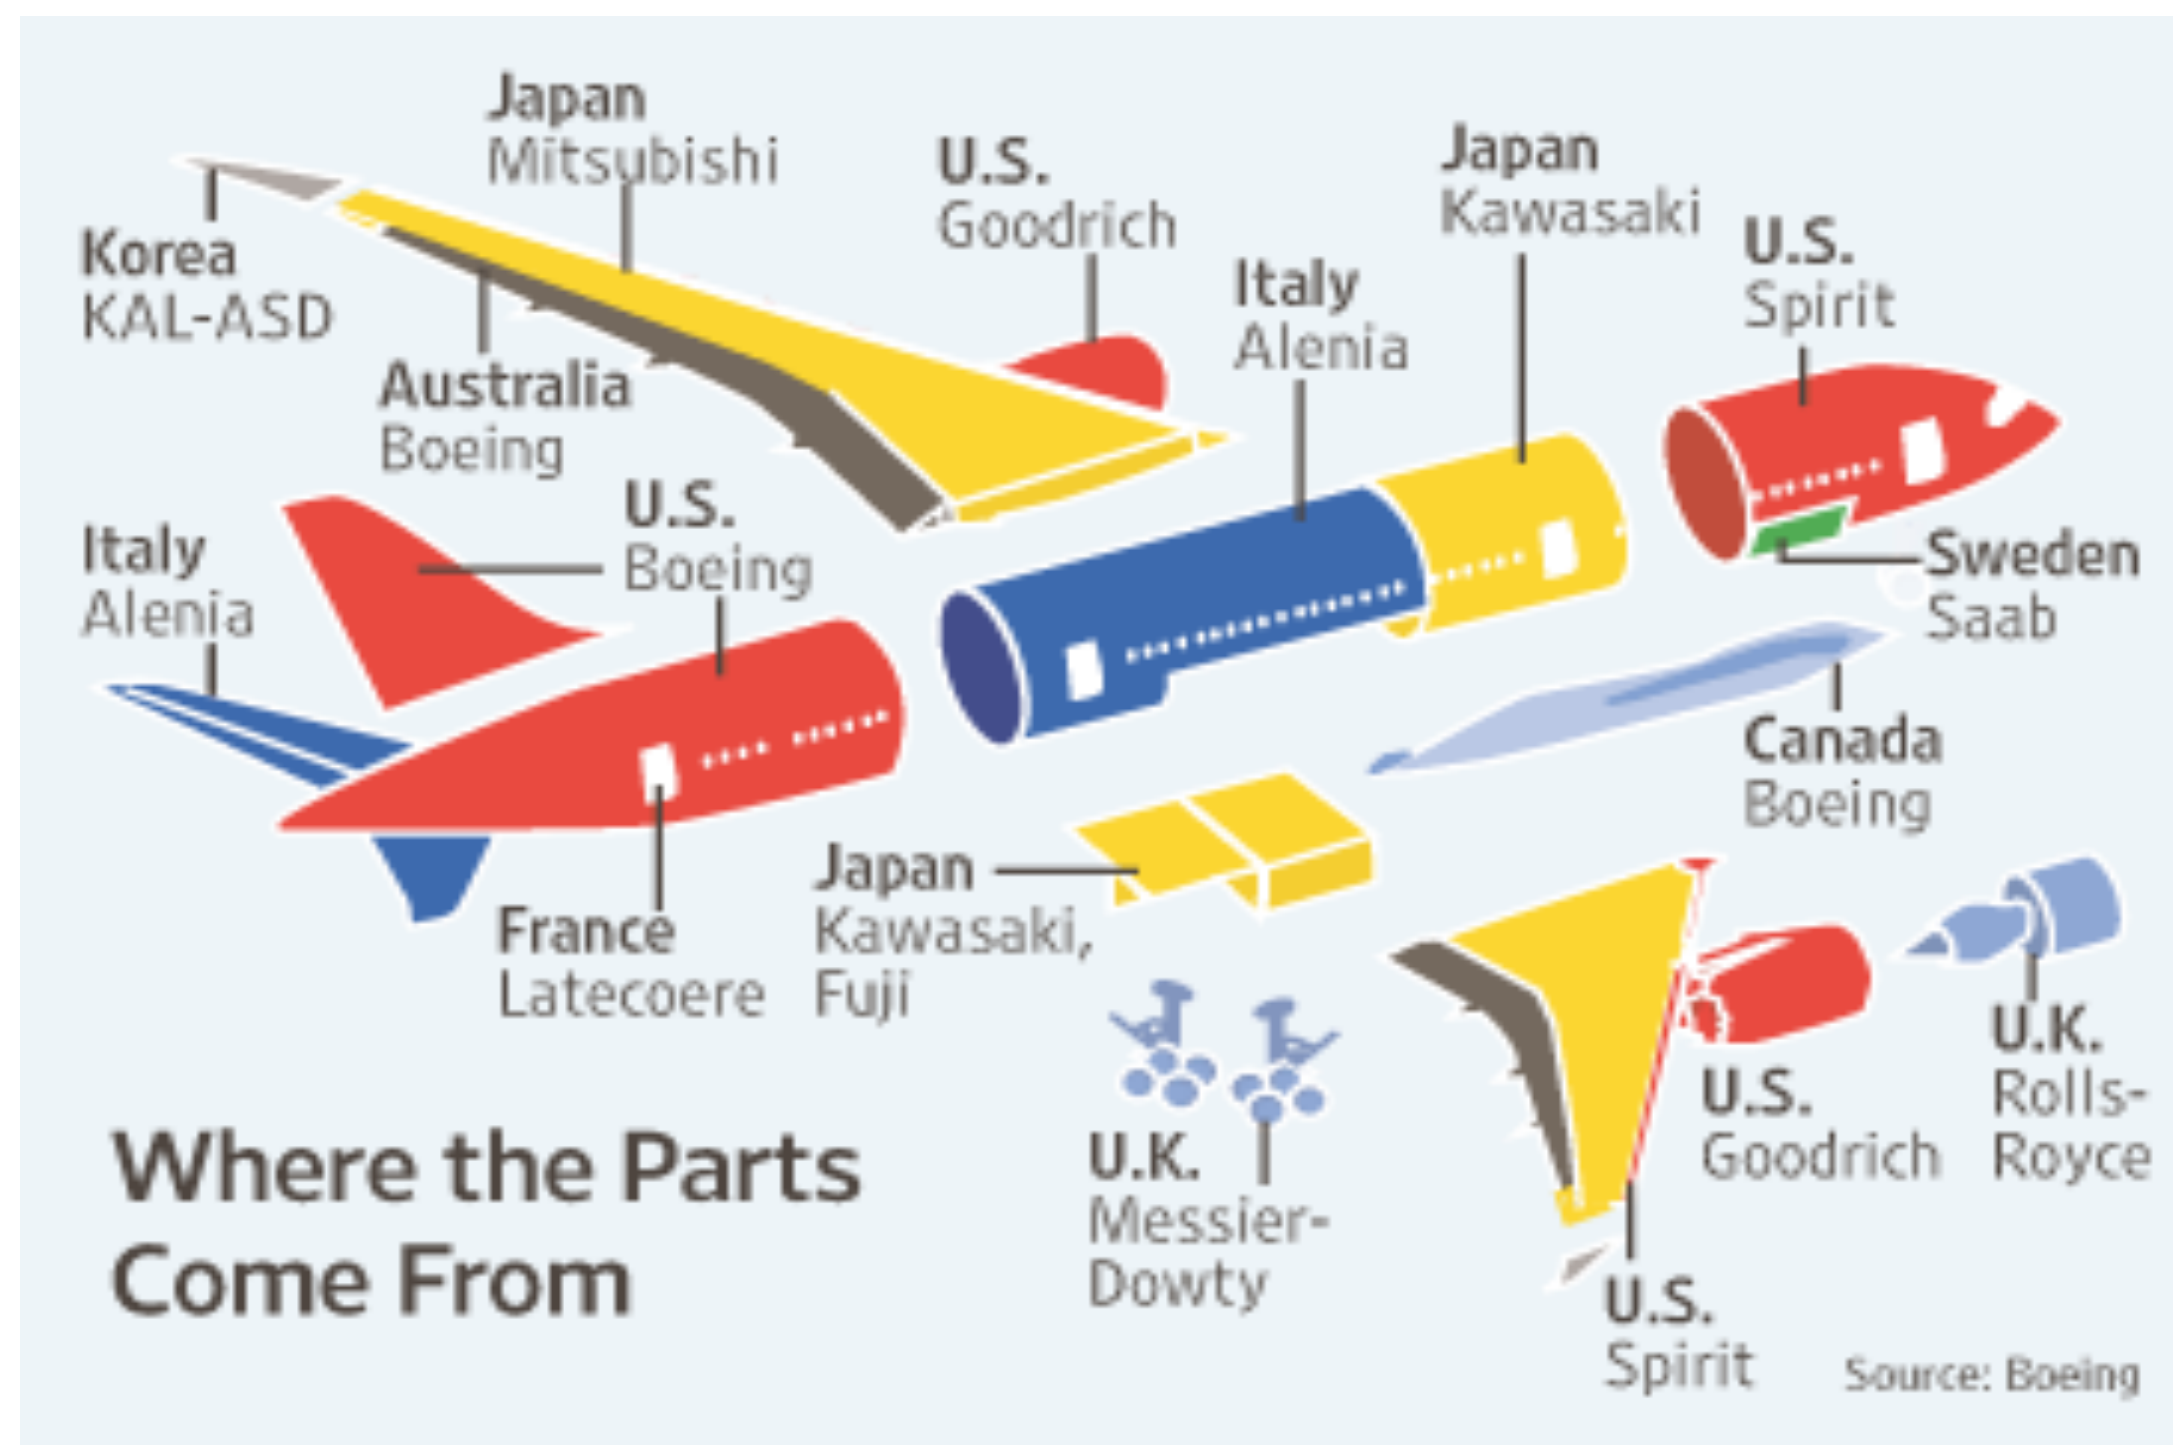 Japan
Mitsubishi
U.S.
Goodrich
Japan
Kawasaki
U.S.
Spirit
Korea
KAL-ASD
Italy
Alenia
Australia
Boeing
U.S.
Boeing
Italy
Alenia
Sweden
Saab
Canada
Boeing
France
Latecoere
Japan
Kawasaki,
Fuji
U.K.
Rolls-
Royce
U.S.
Goodrich
U.K.
Messier-
Dowty
U.S.
Spirit
Where the Parts
Come From
Source: Boeing